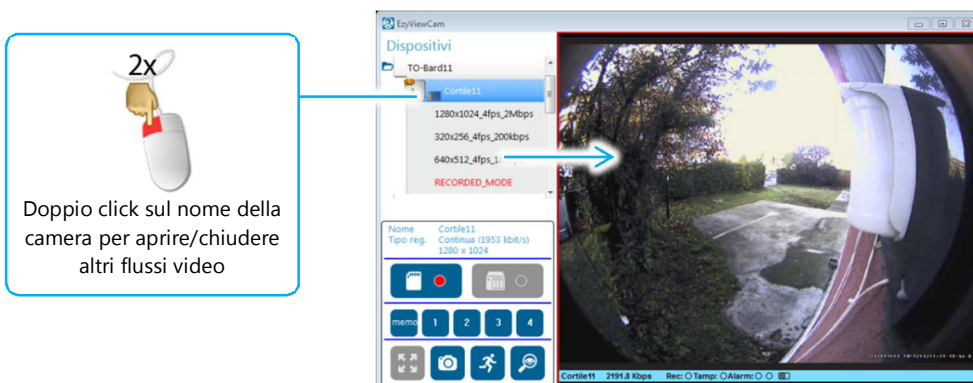 EzyViewCam
2x
Doppio click sul nome della
camera per aprire/chiudere
altri flussi video
Dispositivi
TO-Bard11
Cortile11
1280x1024_4fps_2Mbps
320x256_4fps_200kbps
640x512_4fps_1
RECORDED_MODE
Nome Cortile11
Tipo reg. Continua (1953 kbit/s)
1280 x 1024
memo 1 2 3 4
Cortile11 2191.8 Kbps Rec: Tamp: Alarm: